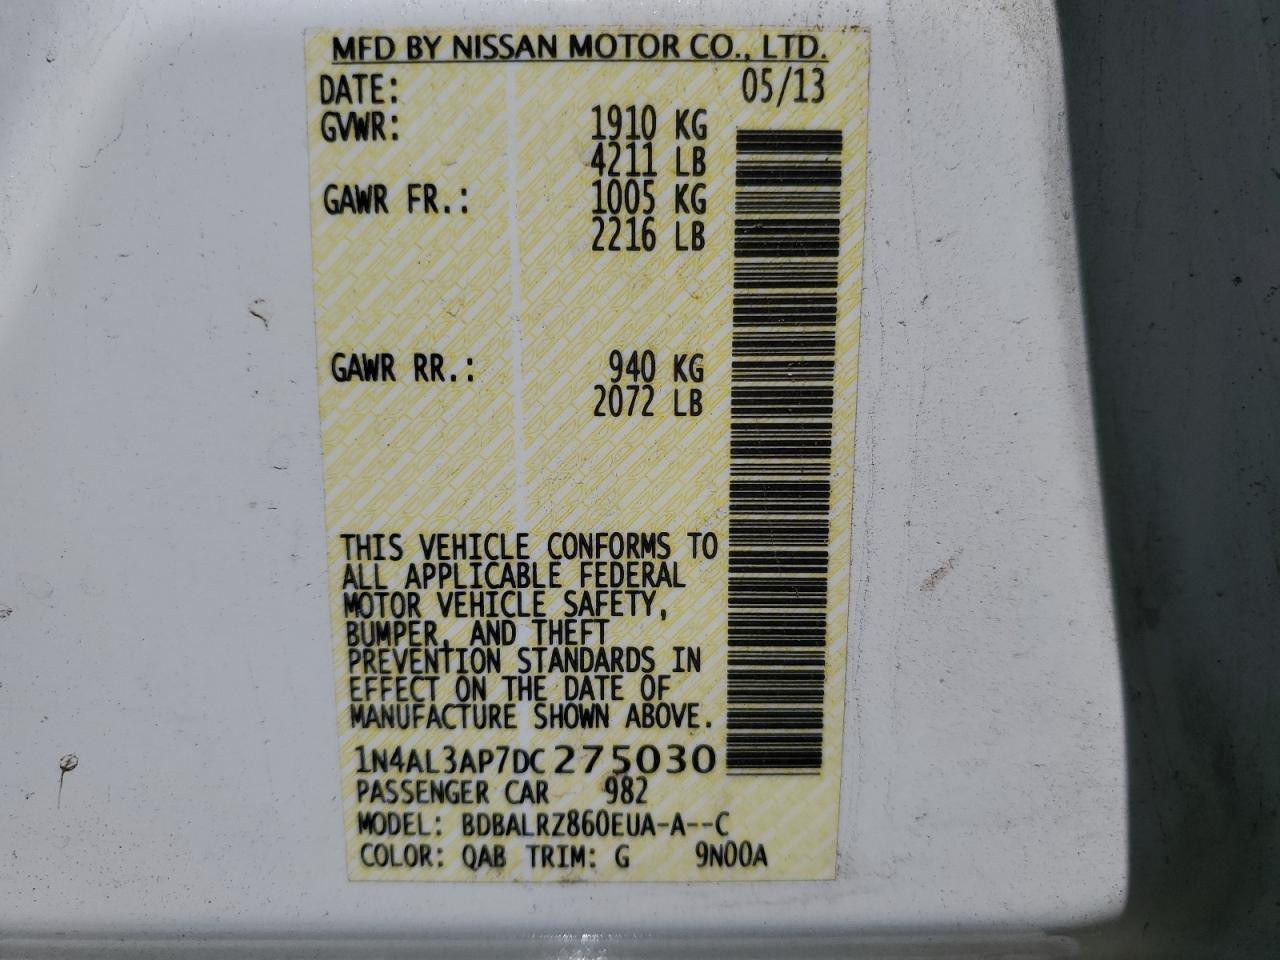 MFD BY NISSAN MOTOR CO., LTD.
DATE: 05/13
GVWR: 1910 KG
4211 LB
GAWR FR.: 1005 KG
2216 LB
GAWR RR.: 940 KG
2072 LB
THIS VEHICLE CONFORMS TO
ALL APPLICABLE FEDERAL
MOTOR VEHICLE SAFETY,
BUMPER, AND THEFT
PREVENTION STANDARDS IN
EFFECT ON THE DATE OF
MANUFACTURE SHOWN ABOVE.
1N4AL3AP7DC275030
PASSENGER CAR 982
MODEL: BDBALRZ860EUA-A--C
COLOR: QAB TRIM: G 9N00A